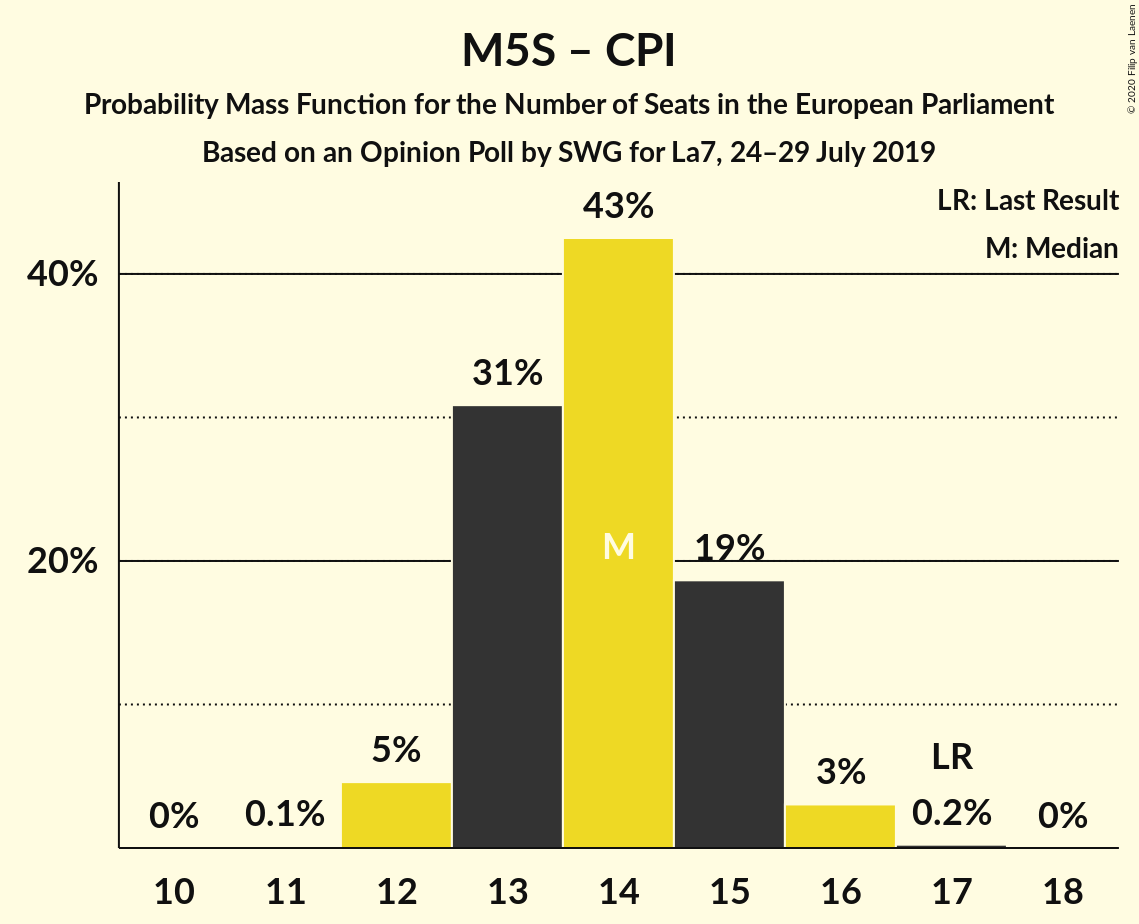 M5S – CPI
Probability Mass Function for the Number of Seats in the European Parliament
Based on an Opinion Poll by SWG for La7, 24–29 July 2019
© 2020 Filip van Laenen
LR: Last Result
M: Median
40%
20%
0%
0.1%
5%
31%
43%
M
19%
3%
LR
0.2%
0%
10 11 12 13 14 15 16 17 18